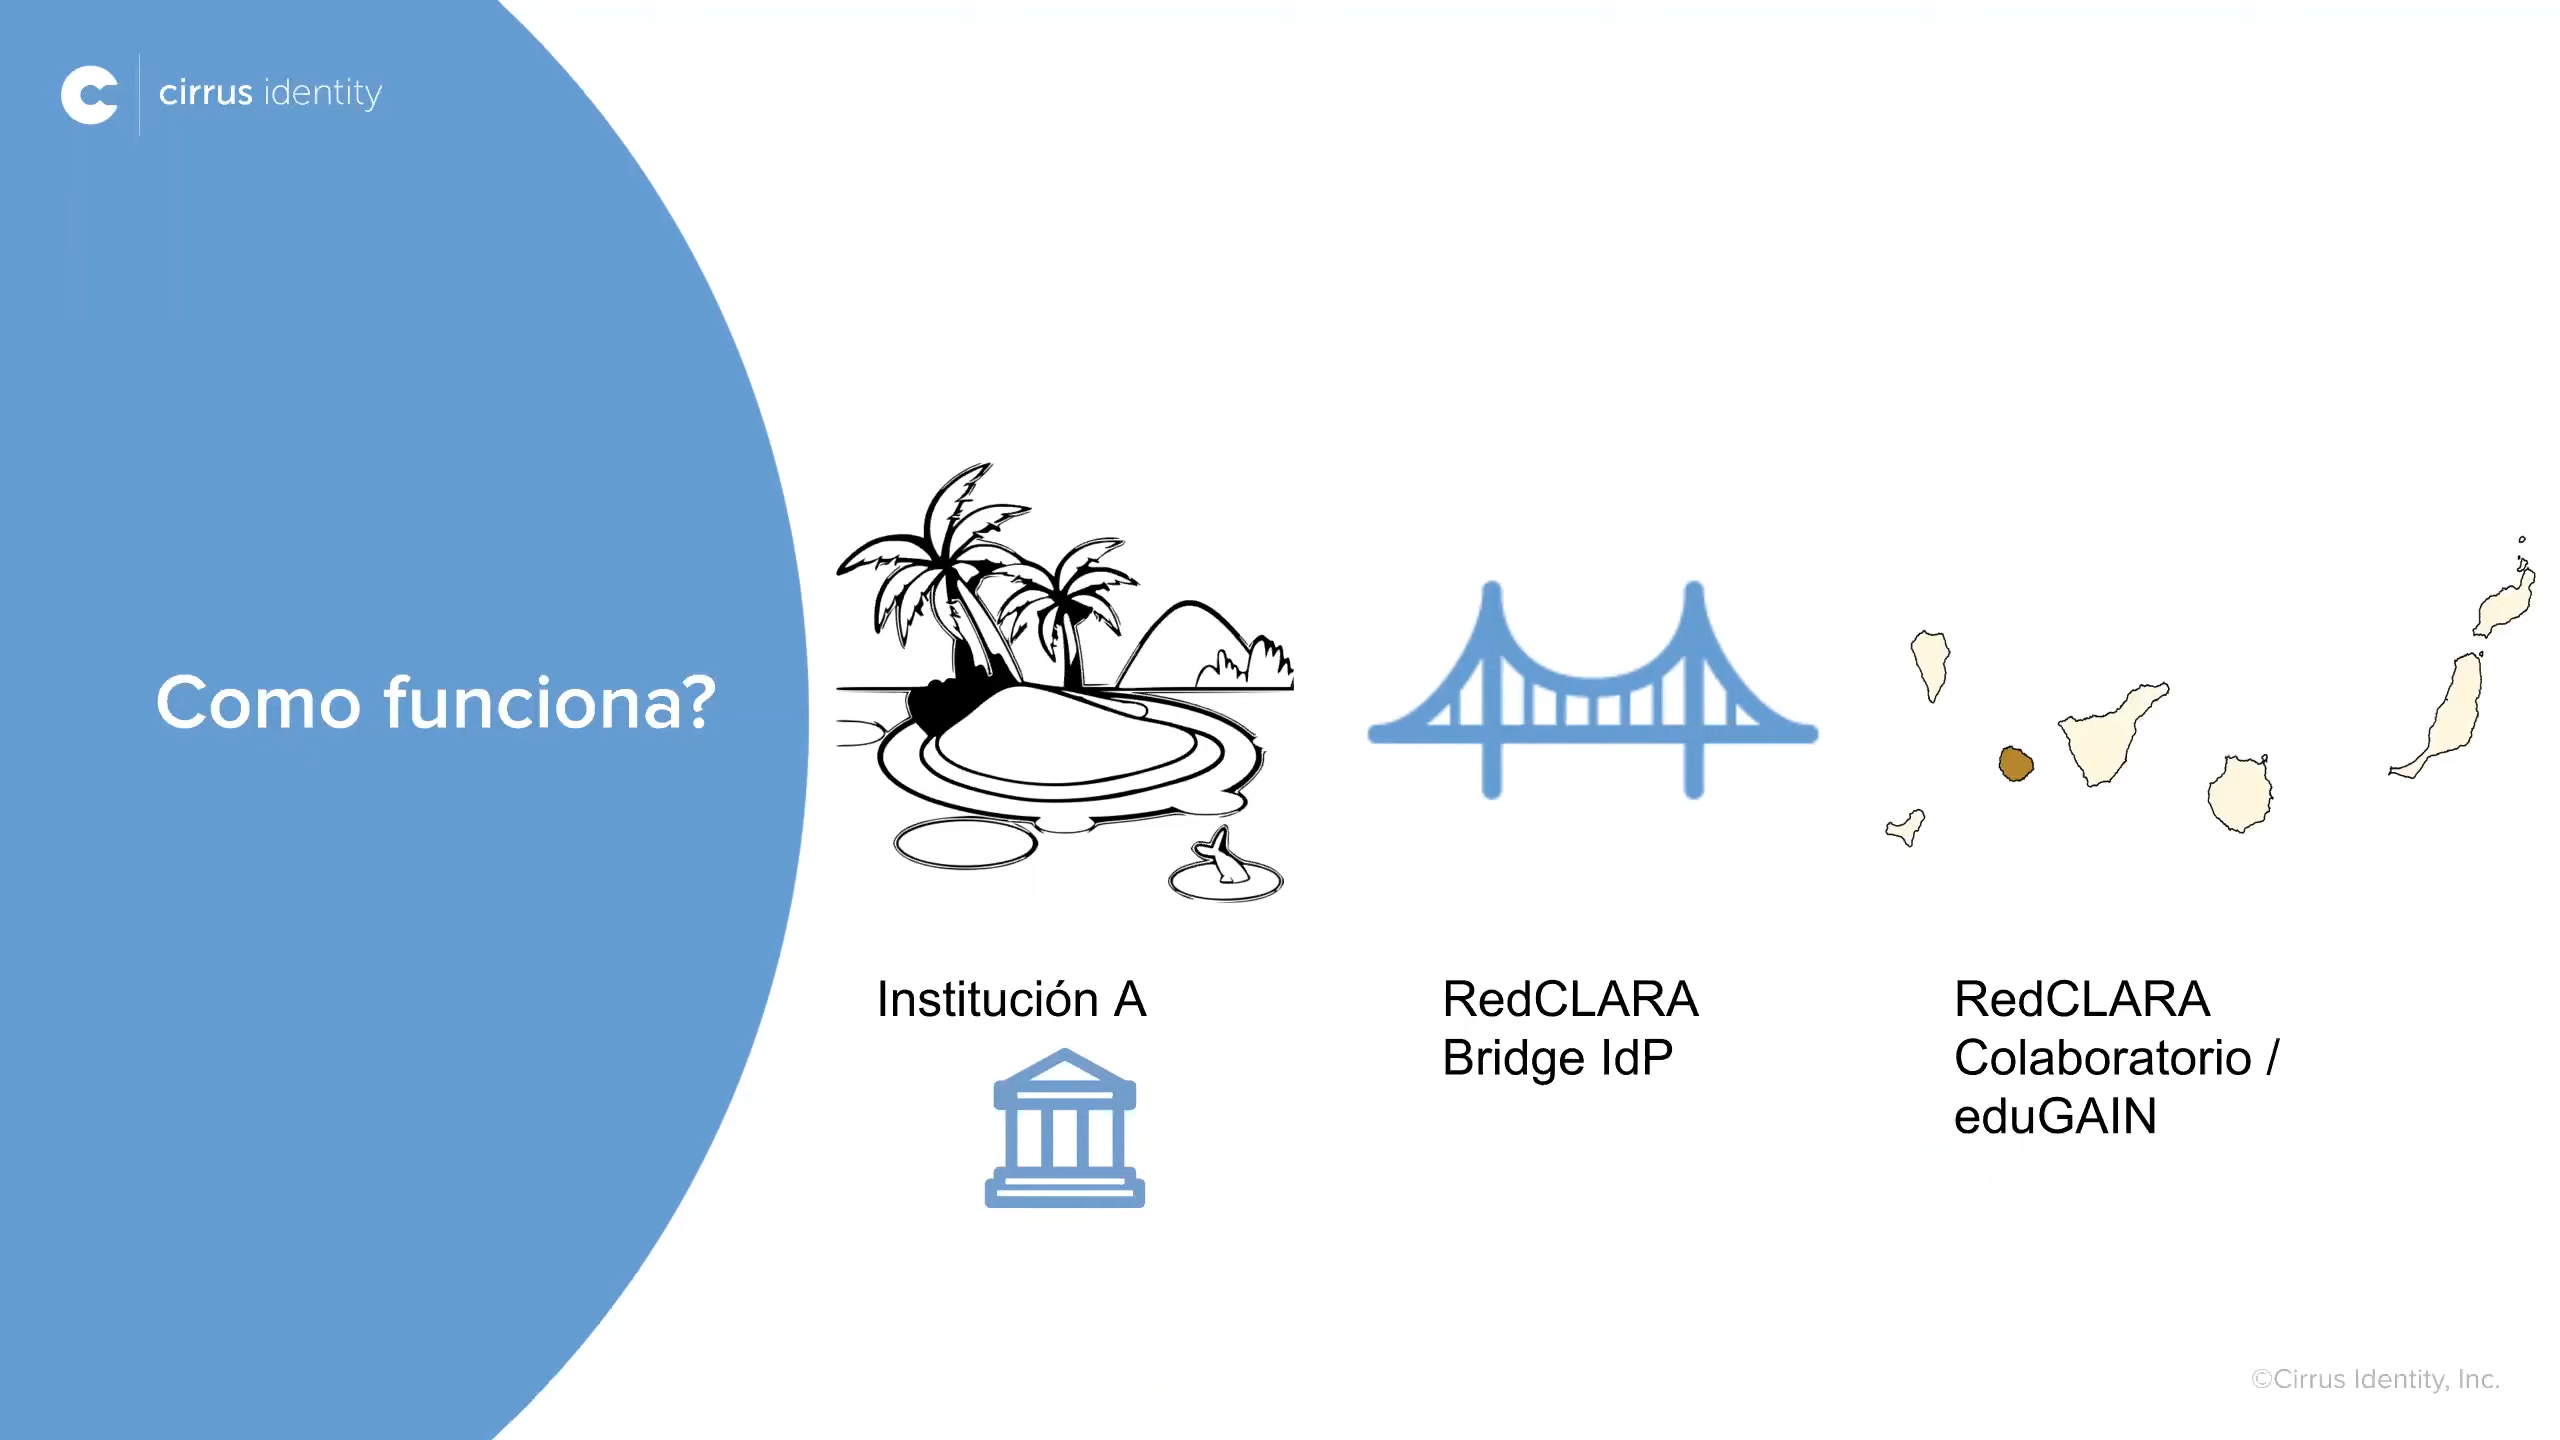 cirrus identity
Como funciona?
Institución A
RedCLARA
Bridge IdP
RedCLARA
Colaboratorio /
eduGAIN
©Cirrus Identity, Inc.